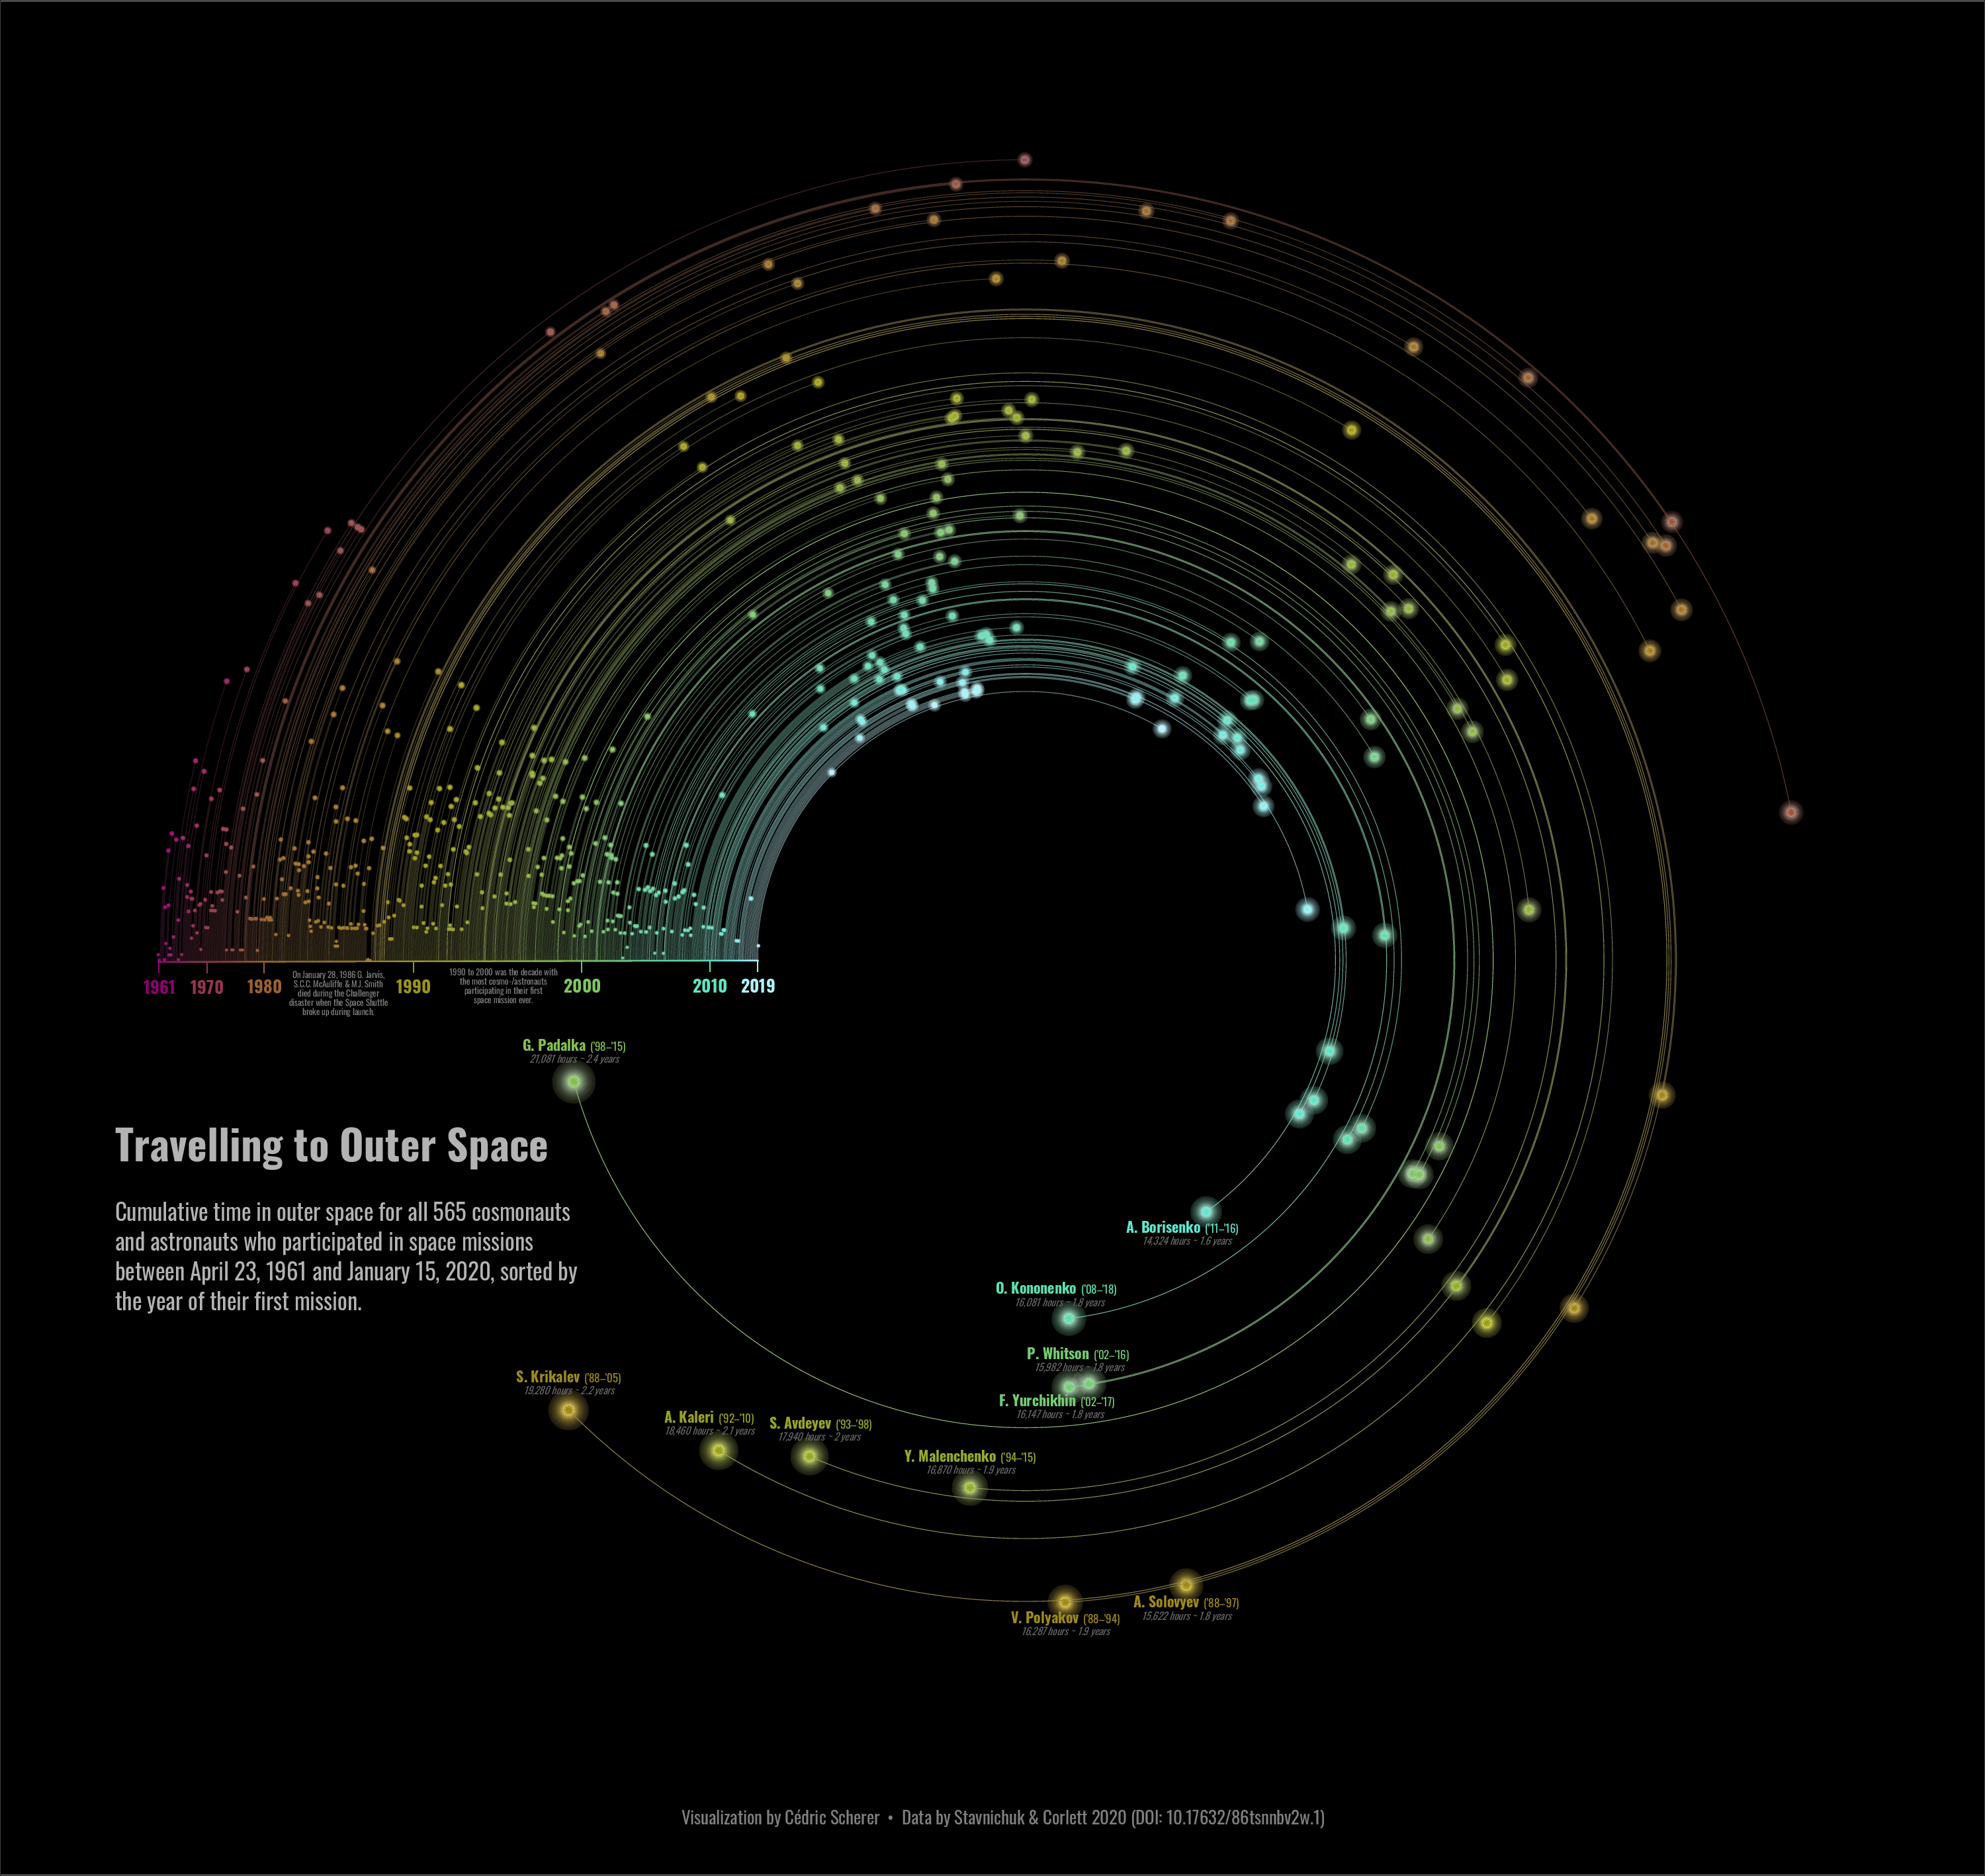 1961
1970
1980
On January 28, 1986 G. Jarvis,
S.C.C. McAuliffe & M.J. Smith
died during the Challenger
disaster when the Space Shuttle
broke up during launch.
1990
1990 to 2000 was the decade with
the most cosmo-/astronauts
participating in their first
space mission ever.
2000
2010
2019
G. Padalka ('98–'15)
21,081 hours ~ 2.4 years
Travelling to Outer Space
Cumulative time in outer space for all 565 cosmonauts
and astronauts who participated in space missions
between April 23, 1961 and January 15, 2020, sorted by
the year of their first mission.
A. Borisenko ('11–'16)
14,324 hours ~ 1.6 years
O. Kononenko ('08–'18)
16,081 hours ~ 1.8 years
P. Whitson ('02–'16)
15,982 hours ~ 1.8 years
F. Yurchikhin ('02–'17)
16,147 hours ~ 1.8 years
S. Krikalev ('88–'05)
19,280 hours ~ 2.2 years
A. Kaleri ('92–'10)
18,460 hours ~ 2.1 years
S. Avdeyev ('93–'98)
17,940 hours ~ 2 years
Y. Malenchenko ('94–'15)
16,870 hours ~ 1.9 years
V. Polyakov ('88–'94)
16,287 hours ~ 1.9 years
A. Solovyev ('88–'97)
15,622 hours ~ 1.8 years
Visualization by Cédric Scherer • Data by Stavnichuk & Corlett 2020 (DOI: 10.17632/86tsnnbv2w.1)